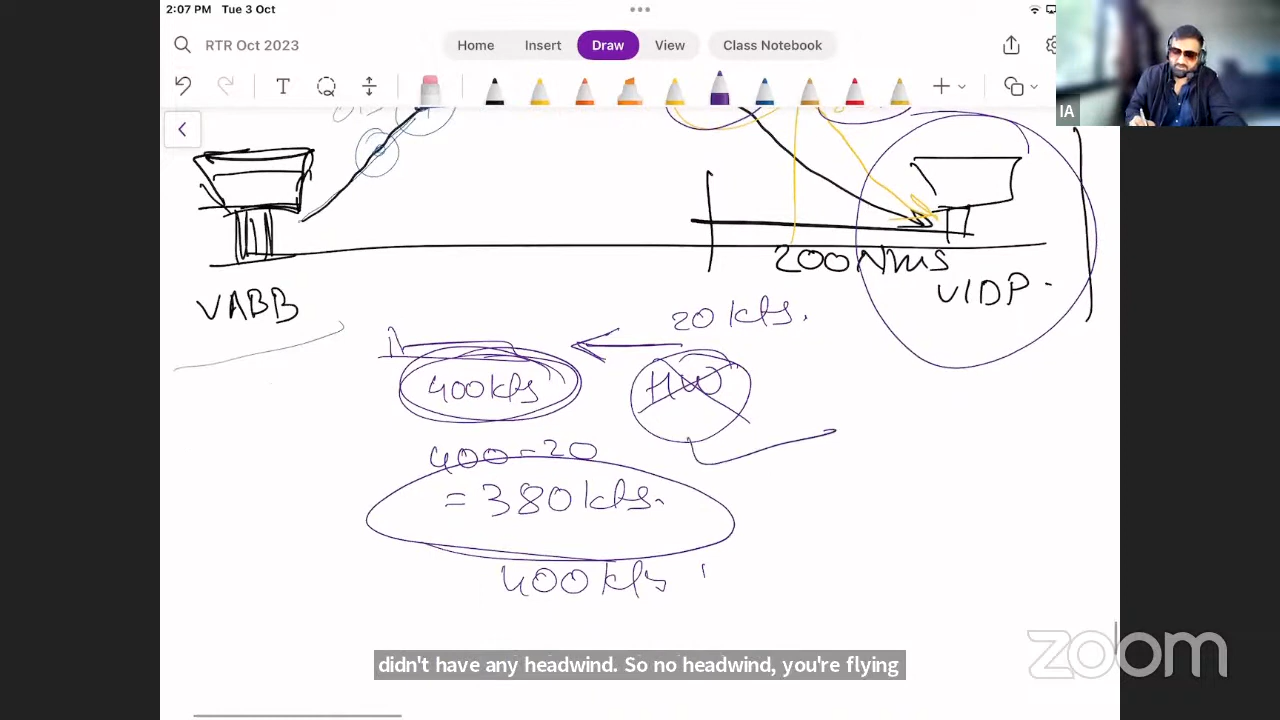 2:07 PM Tue 3 Oct
RTR Oct 2023
Home Insert Draw View Class Notebook
T
IA
200 Nms
VABB
VIDP
20 kts.
400 kts
HW
400 - 20
= 380 kts.
400 kts
didn't have any headwind. So no headwind, you're flying
zoom